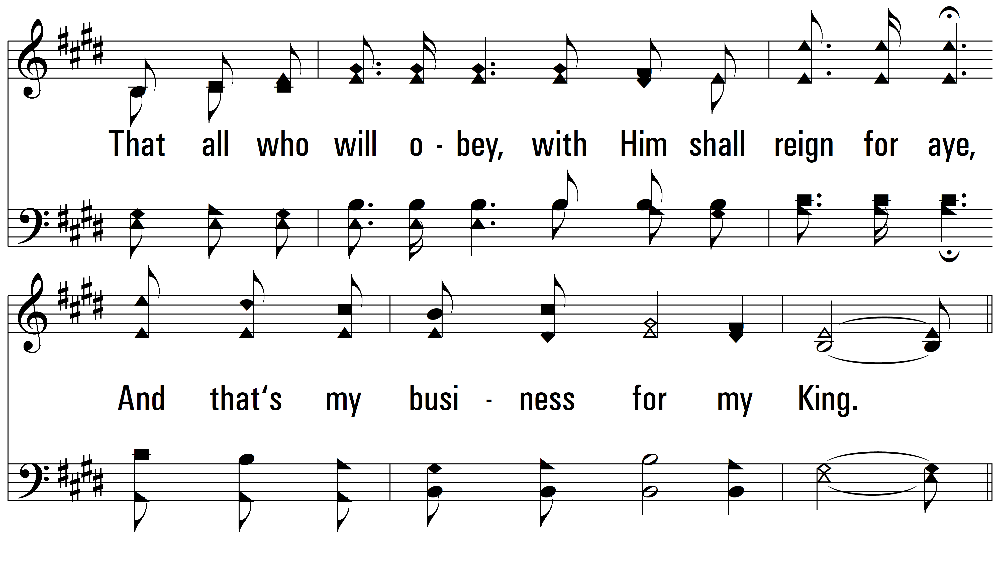 That all who will o - bey, with Him shall reign for aye,
And that‘s my busi - ness for my King.